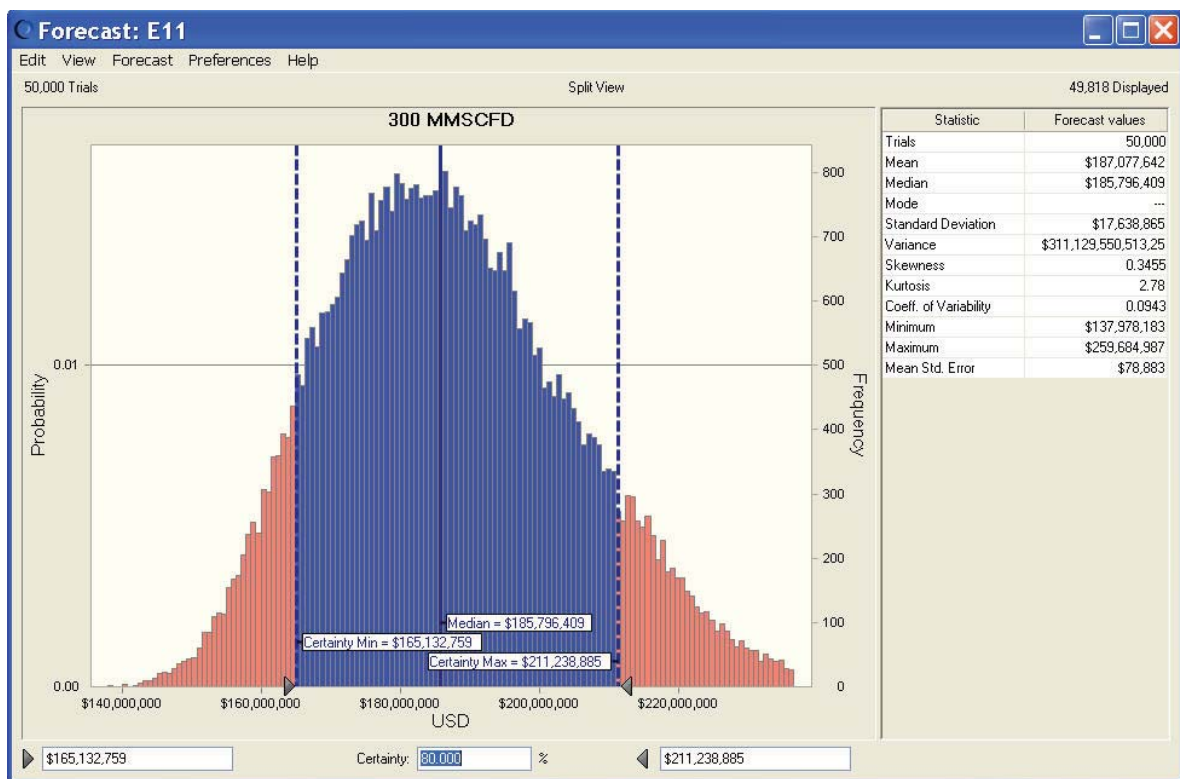 Forecast: E11
Edit View Forecast Preferences Help
50,000 Trials Split View 49,818 Displayed
300 MMSCFD
Probability
0.01
0.00
800
700
600
500
400
300
200
100
0
Frequency
Median = $185,796,409
Certainty Min = $165,132,759
Certainty Max = $211,238,885
$140,000,000 $160,000,000 $180,000,000 $200,000,000 $220,000,000
USD
Statistic Forecast values
Trials 50,000
Mean $187,077,642
Median $185,796,409
Mode ---
Standard Deviation $17,638,865
Variance $311,129,550,513,25
Skewness 0.3455
Kurtosis 2.78
Coeff. of Variability 0.0943
Minimum $137,978,183
Maximum $259,684,987
Mean Std. Error $78,883
$165,132,759 Certainty: 80.000 % $211,238,885